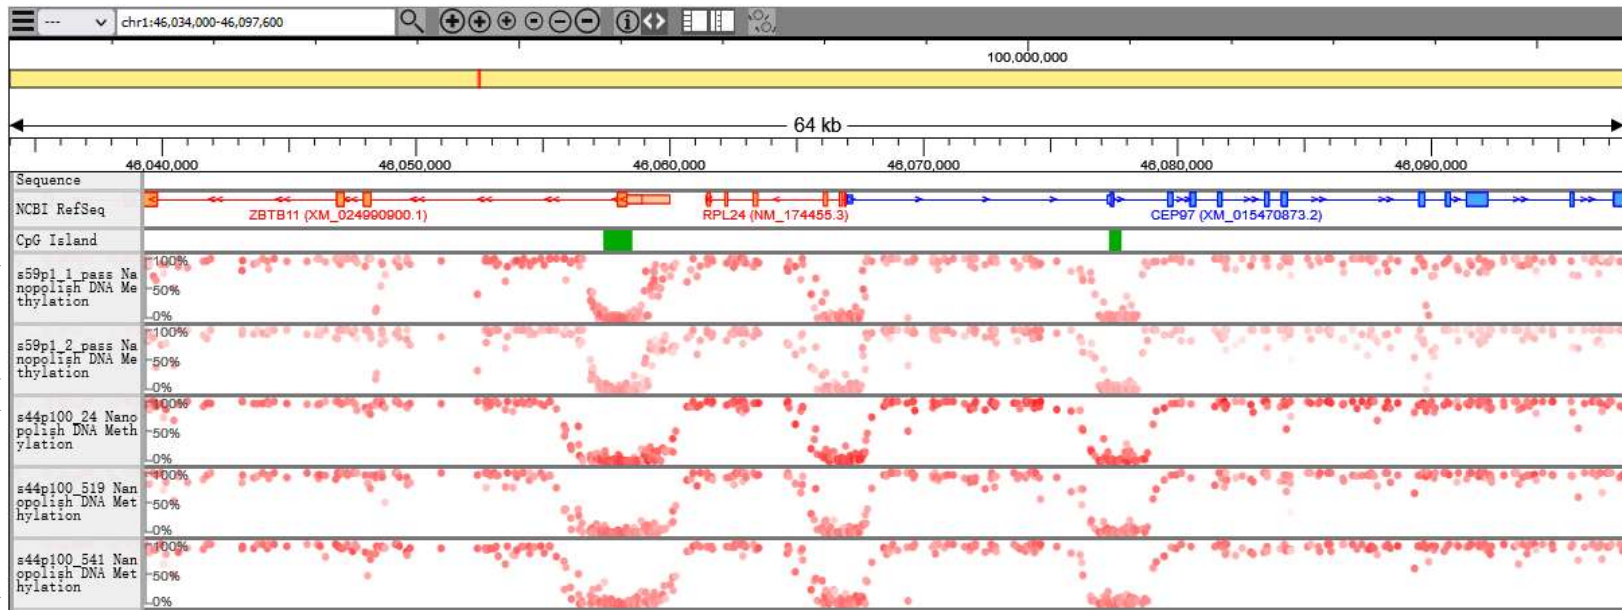 --- chr1:46,034,000-46,097,600
100,000,000
64 kb
46,040,000 46,050,000 46,060,000 46,070,000 46,080,000 46,090,000
Sequence
NCBI RefSeq
ZBTB11 (XM_024990900.1) RPL24 (NM_174455.3) CEP97 (XM_015470873.2)
CpG Island
s59p1_1_pass Na
nopolish DNA Me
thylation
100%
50%
0%
s59p1_2_pass Na
nopolish DNA Me
thylation
100%
50%
0%
s44p100_24 Nano
polish DNA Meth
ylation
100%
50%
0%
s44p100_519 Nan
opolish DNA Met
hylation
100%
50%
0%
s44p100_541 Nan
opolish DNA Met
hylation
100%
50%
0%